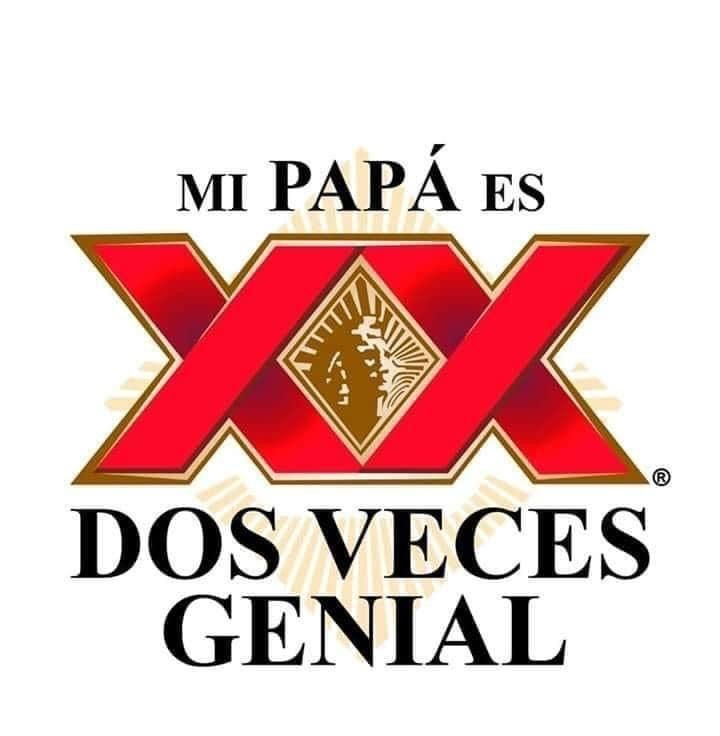 MI PAPÁ ES
XX
®
DOS VECES
GENIAL